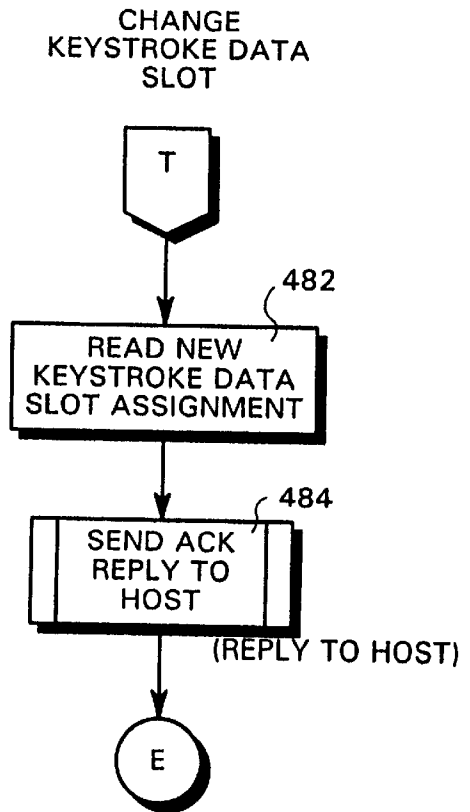 CHANGE
KEYSTROKE DATA
SLOT
T
482
READ NEW
KEYSTROKE DATA
SLOT ASSIGNMENT
484
SEND ACK
REPLY TO
HOST
(REPLY TO HOST)
E